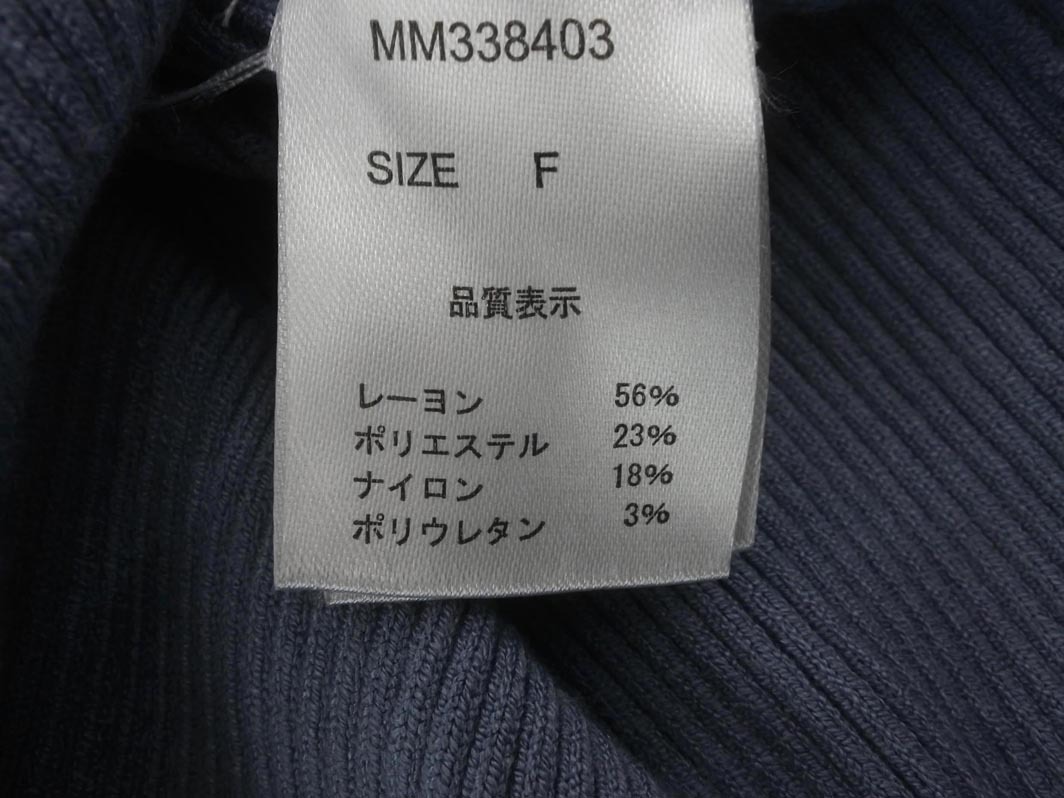 MM338403
SIZE F
品質表示
レーヨン 56%
ポリエステル 23%
ナイロン 18%
ポリウレタン 3%